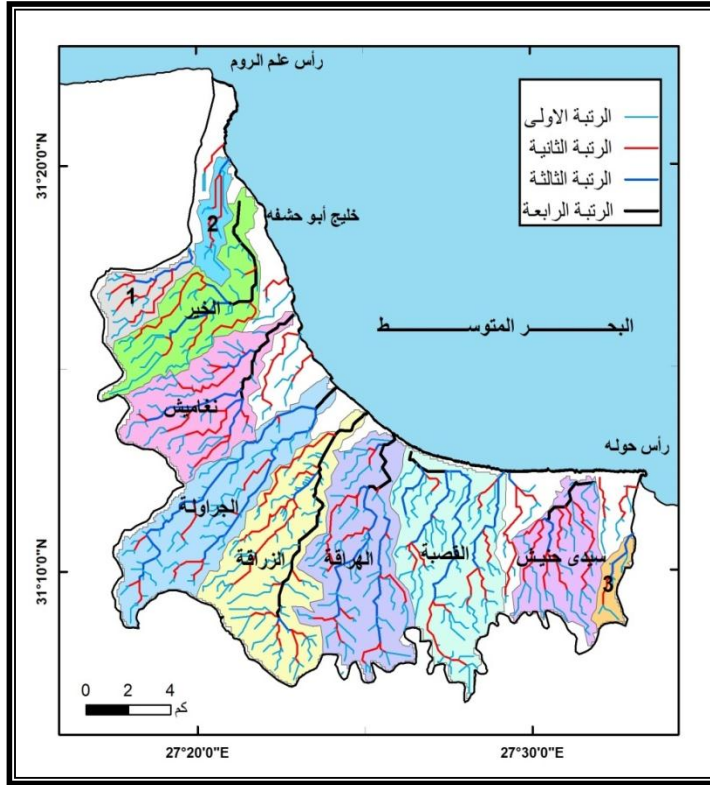 رأس علم الروم
الرتبة الاولى
الرتبة الثانية
الرتبة الثالثة
الرتبة الرابعة
31°20'0"N
خليج أبو حشفه
2
1
الخير
البحر المتوسط
نغاميش
رأس حوله
الجراولة
الزراقة
الهراقة
القصبة
سيدى حنيش
3
31°10'0"N
0 2 4
كم
27°20'0"E
27°30'0"E